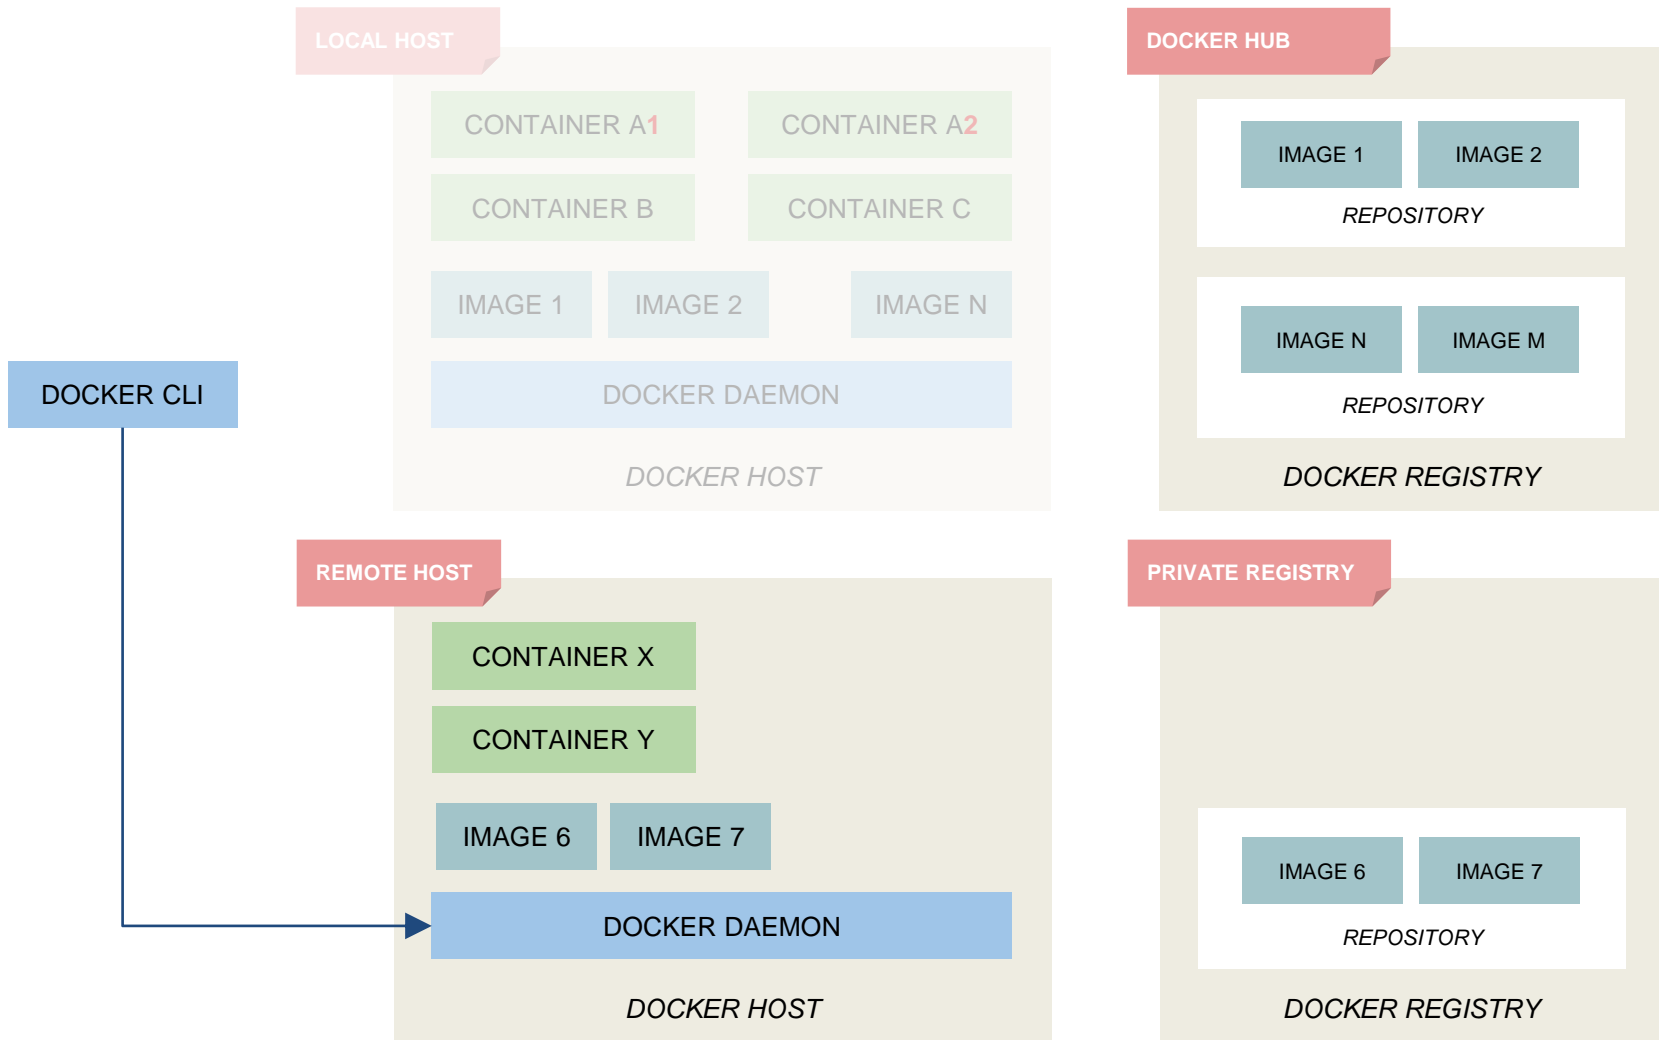 LOCAL HOST
CONTAINER A1
CONTAINER A2
CONTAINER B
CONTAINER C
IMAGE 1
IMAGE 2
IMAGE N
DOCKER DAEMON
DOCKER HOST
DOCKER HUB
IMAGE 1
IMAGE 2
REPOSITORY
IMAGE N
IMAGE M
REPOSITORY
DOCKER REGISTRY
DOCKER CLI
REMOTE HOST
CONTAINER X
CONTAINER Y
IMAGE 6
IMAGE 7
DOCKER DAEMON
DOCKER HOST
PRIVATE REGISTRY
IMAGE 6
IMAGE 7
REPOSITORY
DOCKER REGISTRY